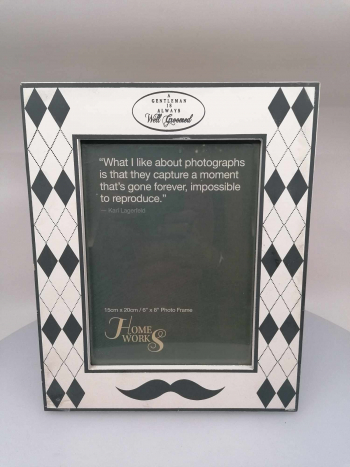 A
GENTLEMAN
IS
ALWAYS
Well Groomed
"What I like about photographs
is that they capture a moment
that's gone forever, impossible
to reproduce."
— Karl Lagerfeld
15cm x 20cm / 6" x 8" Photo Frame
HOME
WORKS